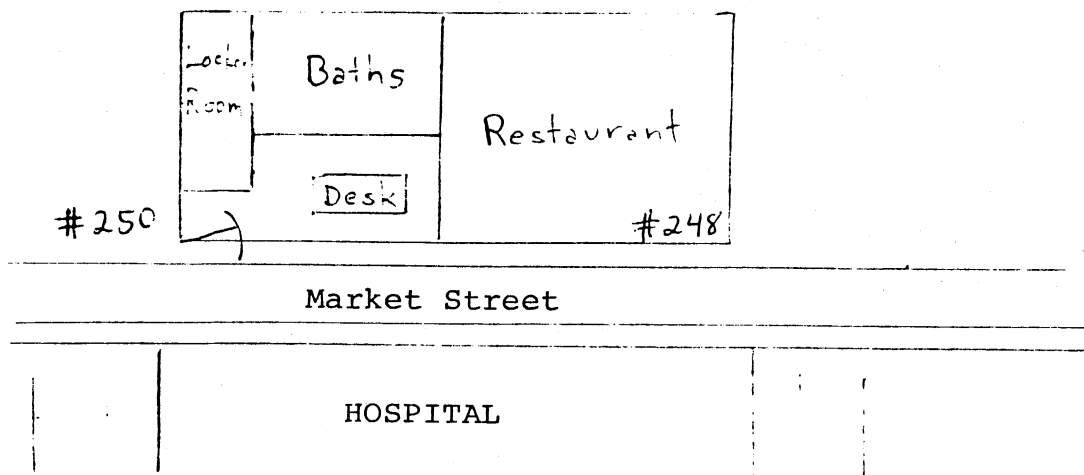 Locker
Room
Baths
Restaurant
Desk
#250
#248
Market Street
HOSPITAL